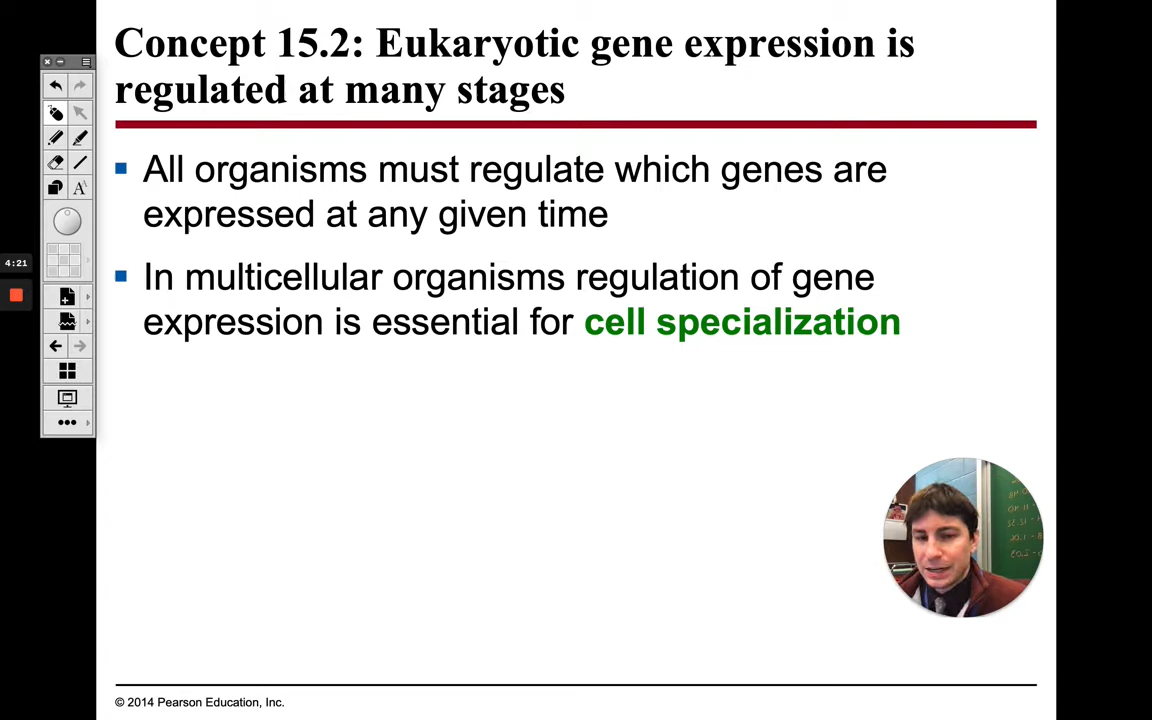 Concept 15.2: Eukaryotic gene expression is
regulated at many stages
4:21
All organisms must regulate which genes are
expressed at any given time
In multicellular organisms regulation of gene
expression is essential for cell specialization
© 2014 Pearson Education, Inc.